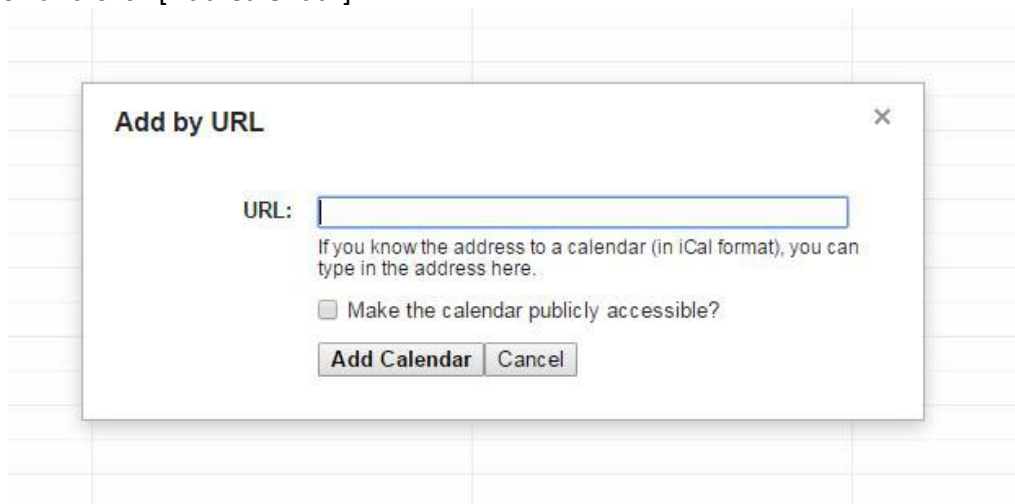 Add by URL
URL:
If you know the address to a calendar (in iCal format), you can
type in the address here.
Make the calendar publicly accessible?
Add Calendar Cancel